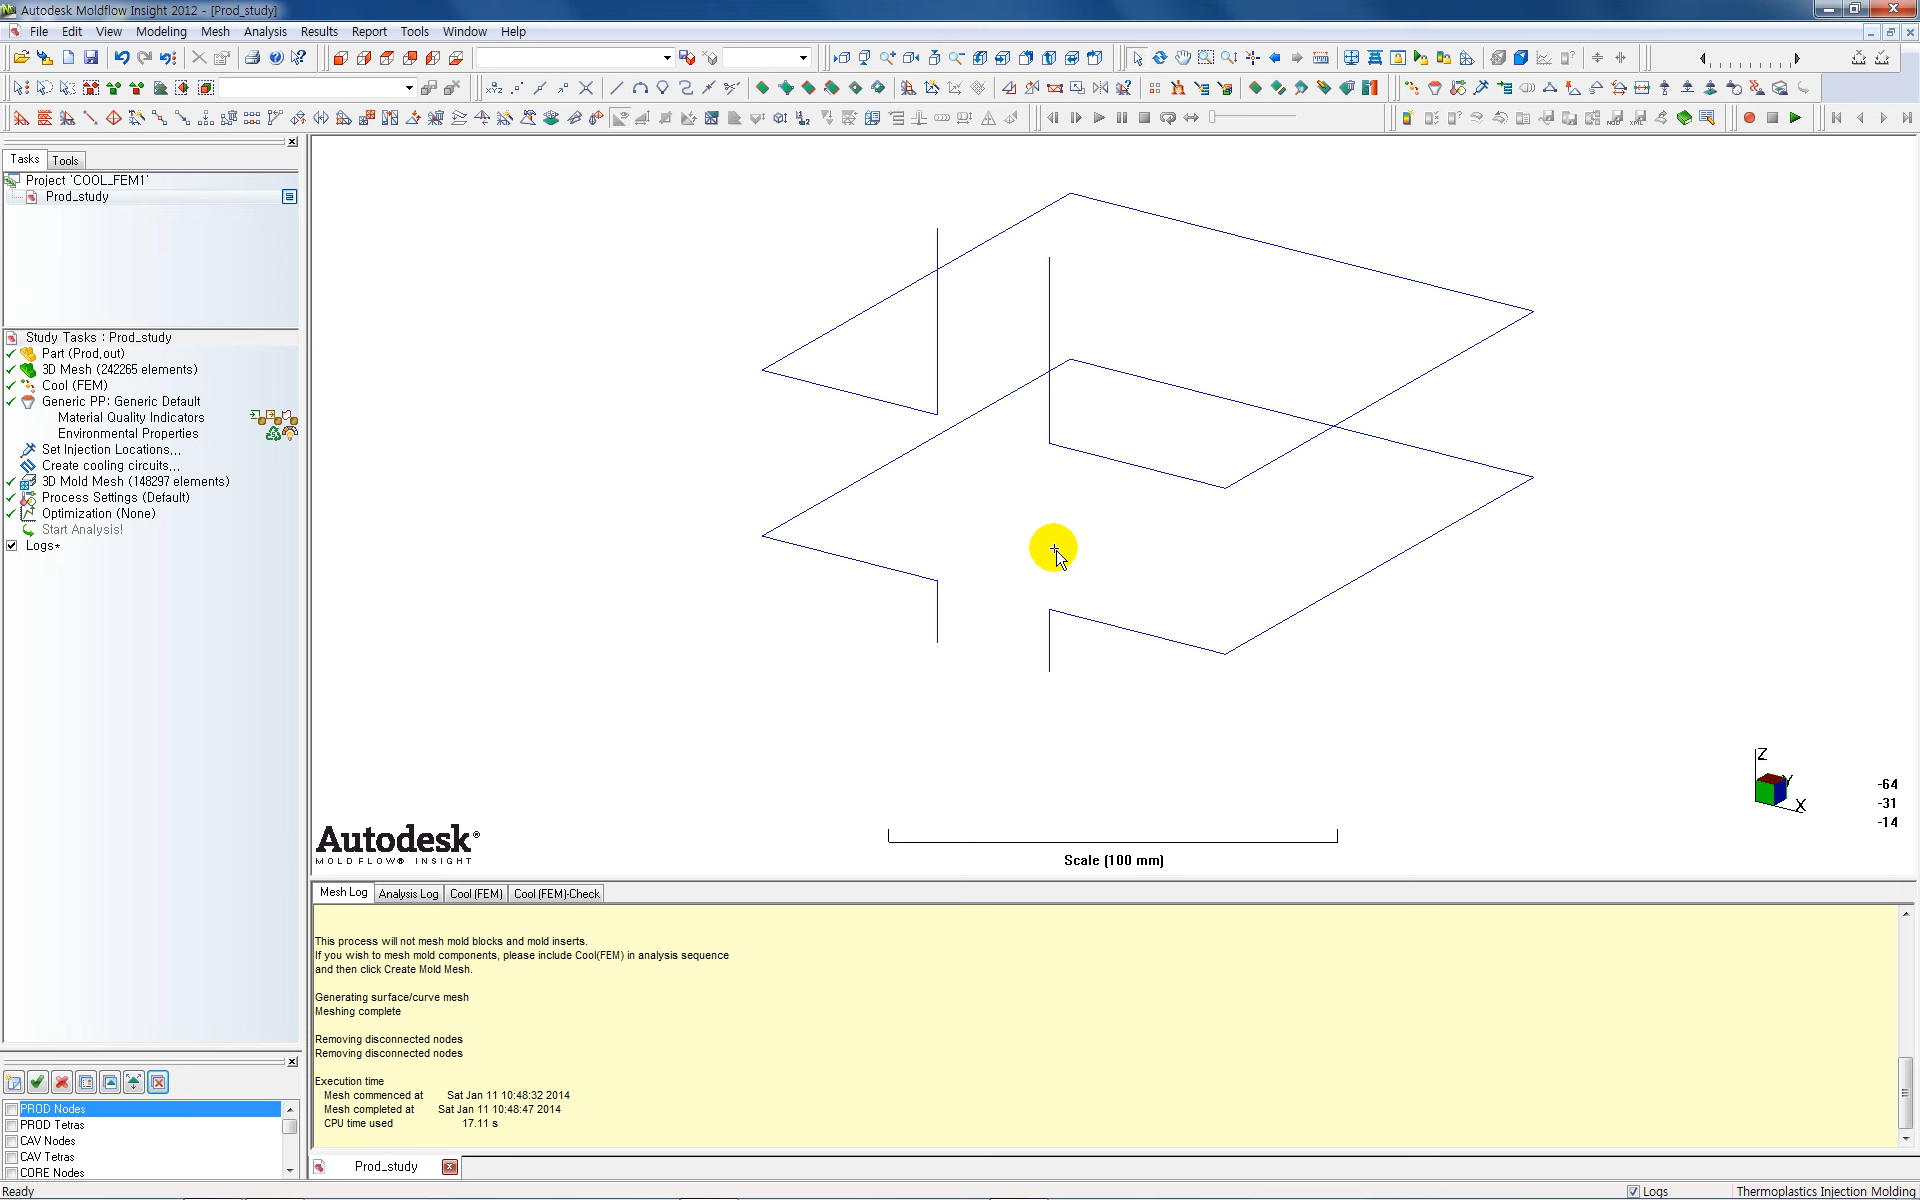 Autodesk Moldflow Insight 2012 - [Prod_study]
File Edit View Modeling Mesh Analysis Results Report Tools Window Help
Tasks Tools
Project 'COOL_FEM1'
Prod_study
Study Tasks : Prod_study
Part (Prod.out)
3D Mesh (242265 elements)
Cool (FEM)
Generic PP: Generic Default
Material Quality Indicators
Environmental Properties
Set Injection Locations...
Create cooling circuits...
3D Mold Mesh (148297 elements)
Process Settings (Default)
Optimization (None)
Start Analysis!
Logs*
PROD Nodes
PROD Tetras
CAV Nodes
CAV Tetras
CORE Nodes
Z
Y
X
-64
-31
-14
Autodesk®
MOLDFLOW® INSIGHT
Scale (100 mm)
Mesh Log Analysis Log Cool (FEM) Cool (FEM)-Check
This process will not mesh mold blocks and mold inserts.
If you wish to mesh mold components, please include Cool(FEM) in analysis sequence
and then click Create Mold Mesh.
Generating surface/curve mesh
Meshing complete
Removing disconnected nodes
Removing disconnected nodes
Execution time
Mesh commenced at Sat Jan 11 10:48:32 2014
Mesh completed at Sat Jan 11 10:48:47 2014
CPU time used 17.11 s
Prod_study
Ready
Logs
Thermoplastics Injection Molding